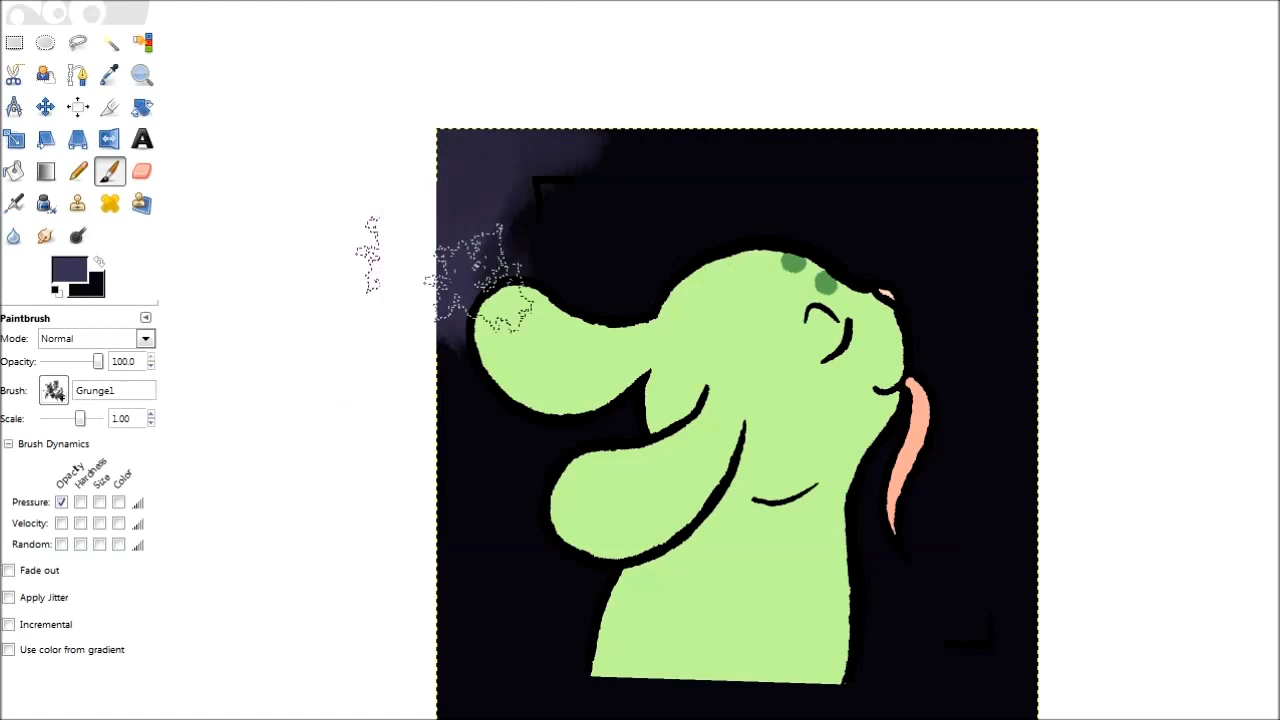 Paintbrush
Mode: Normal
Opacity: 100.0
Brush: Grunge1
Scale: 1.00
Brush Dynamics
Opacity Hardness Size Color
Pressure:
Velocity:
Random:
Fade out
Apply Jitter
Incremental
Use color from gradient